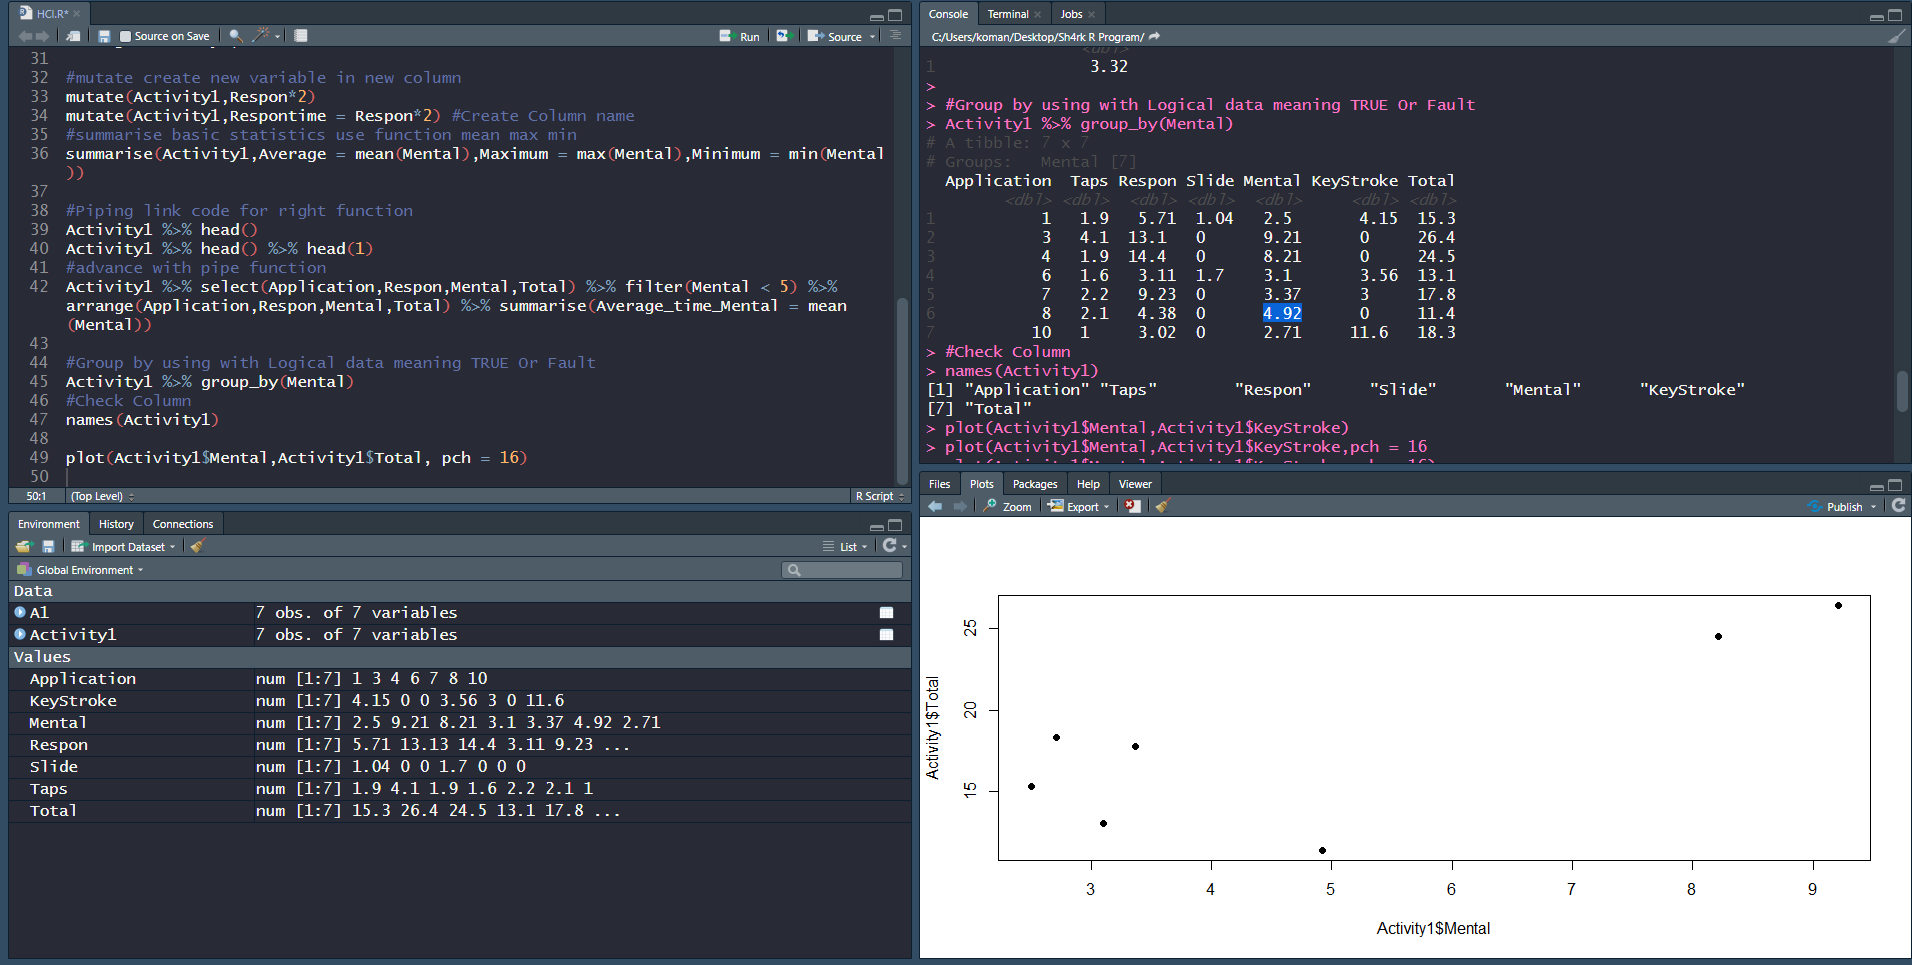 HCI.R*
Source on Save
Run
Source
31
32 #mutate create new variable in new column
33 mutate(Activity1,Respon*2)
34 mutate(Activity1,Respontime = Respon*2) #Create Column name
35 #summarise basic statistics use function mean max min
36 summarise(Activity1,Average = mean(Mental),Maximum = max(Mental),Minimum = min(Mental
))
37
38 #Piping link code for right function
39 Activity1 %>% head()
40 Activity1 %>% head() %>% head(1)
41 #advance with pipe function
42 Activity1 %>% select(Application,Respon,Mental,Total) %>% filter(Mental < 5) %>%
arrange(Application,Respon,Mental,Total) %>% summarise(Average_time_Mental = mean
(Mental))
43
44 #Group by using with Logical data meaning TRUE Or Fault
45 Activity1 %>% group_by(Mental)
46 #Check Column
47 names(Activity1)
48
49 plot(Activity1$Mental,Activity1$Total, pch = 16)
50
50:1 (Top Level) R Script
Environment History Connections
Import Dataset List
Global Environment
Data
A1 7 obs. of 7 variables
Activity1 7 obs. of 7 variables
Values
Application num [1:7] 1 3 4 6 7 8 10
KeyStroke num [1:7] 4.15 0 0 3.56 3 0 11.6
Mental num [1:7] 2.5 9.21 8.21 3.1 3.37 4.92 2.71
Respon num [1:7] 5.71 13.13 14.4 3.11 9.23 ...
Slide num [1:7] 1.04 0 0 1.7 0 0 0
Taps num [1:7] 1.9 4.1 1.9 1.6 2.2 2.1 1
Total num [1:7] 15.3 26.4 24.5 13.1 17.8 ...
Console Terminal Jobs
C:/Users/koman/Desktop/Sh4rk R Program/
<dbl>
1 3.32
>
> #Group by using with Logical data meaning TRUE Or Fault
> Activity1 %>% group_by(Mental)
# A tibble: 7 x 7
# Groups: Mental [7]
Application Taps Respon Slide Mental KeyStroke Total
<dbl> <dbl> <dbl> <dbl> <dbl> <dbl> <dbl>
1 1 1.9 5.71 1.04 2.5 4.15 15.3
2 3 4.1 13.1 0 9.21 0 26.4
3 4 1.9 14.4 0 8.21 0 24.5
4 6 1.6 3.11 1.7 3.1 3.56 13.1
5 7 2.2 9.23 0 3.37 3 17.8
6 8 2.1 4.38 0 4.92 0 11.4
7 10 1 3.02 0 2.71 11.6 18.3
> #Check Column
> names(Activity1)
[1] "Application" "Taps" "Respon" "Slide" "Mental" "KeyStroke"
[7] "Total"
> plot(Activity1$Mental,Activity1$KeyStroke)
> plot(Activity1$Mental,Activity1$KeyStroke,pch = 16
Files Plots Packages Help Viewer
Zoom Export Publish
Activity1$Total
25
20
15
3 4 5 6 7 8 9
Activity1$Mental